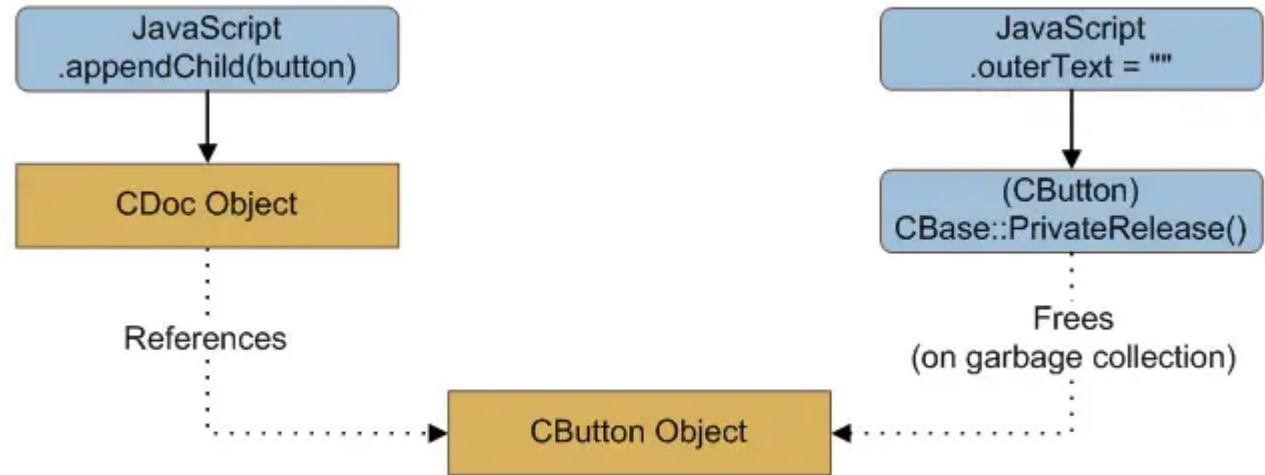 JavaScript
.appendChild(button)
JavaScript
.outerText = ""
CDoc Object
(CButton)
CBase::PrivateRelease()
References
Frees
(on garbage collection)
CButton Object